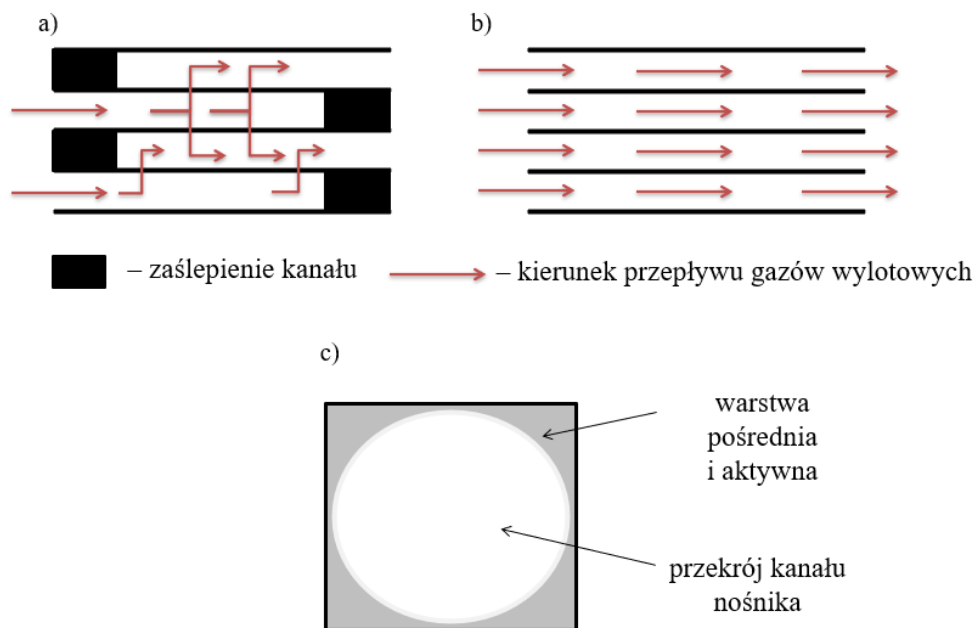 a)
b)
– zaślepienie kanału
– kierunek przepływu gazów wylotowych
c)
warstwa
pośrednia
i aktywna
przekrój kanału
nośnika